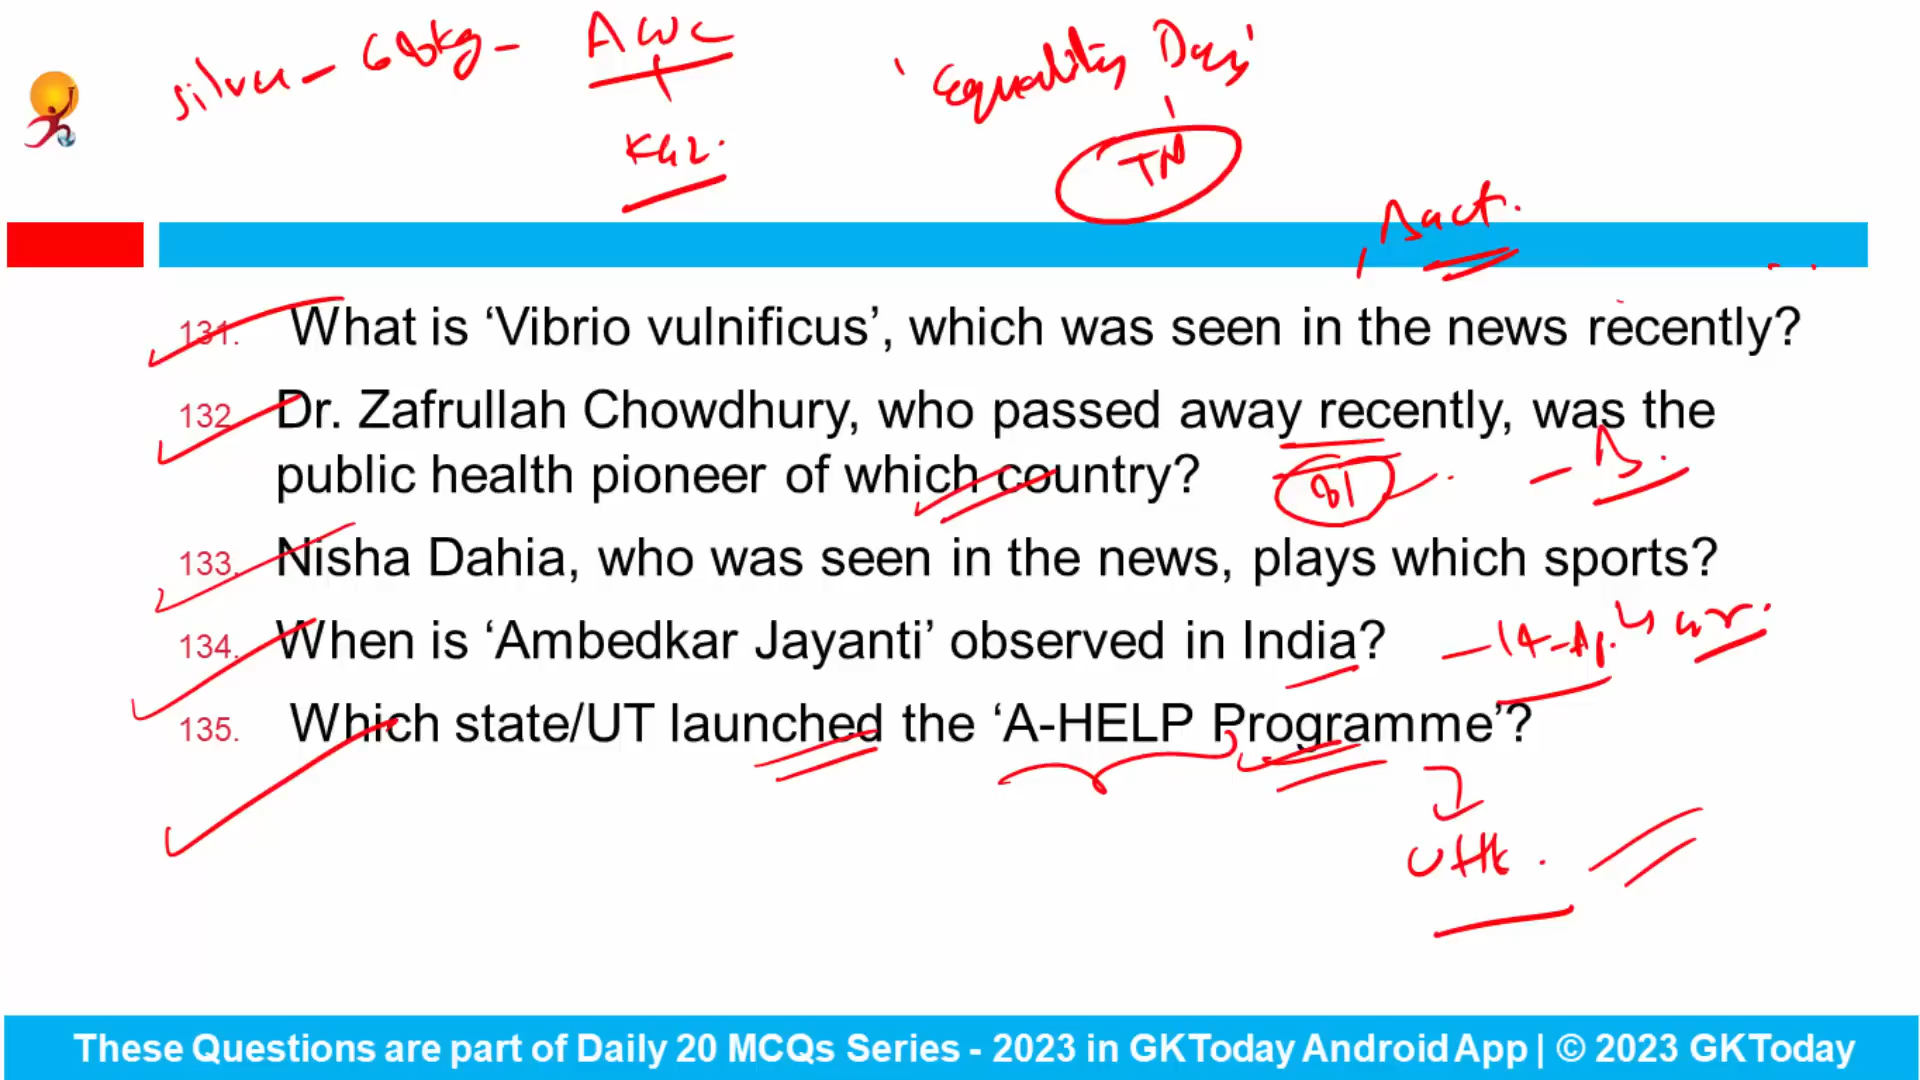 silver - 68kg - AWC
'Equality Day'
KGZ.
TN
Bact.
131. What is ‘Vibrio vulnificus’, which was seen in the news recently?
132. Dr. Zafrullah Chowdhury, who passed away recently, was the
public health pioneer of which country?
81
- B.
133. Nisha Dahia, who was seen in the news, plays which sports?
134. When is ‘Ambedkar Jayanti’ observed in India?
- 14 - Ap.
135. Which state/UT launched the ‘A-HELP Programme’?
UHK.
These Questions are part of Daily 20 MCQs Series - 2023 in GKToday Android App | © 2023 GKToday